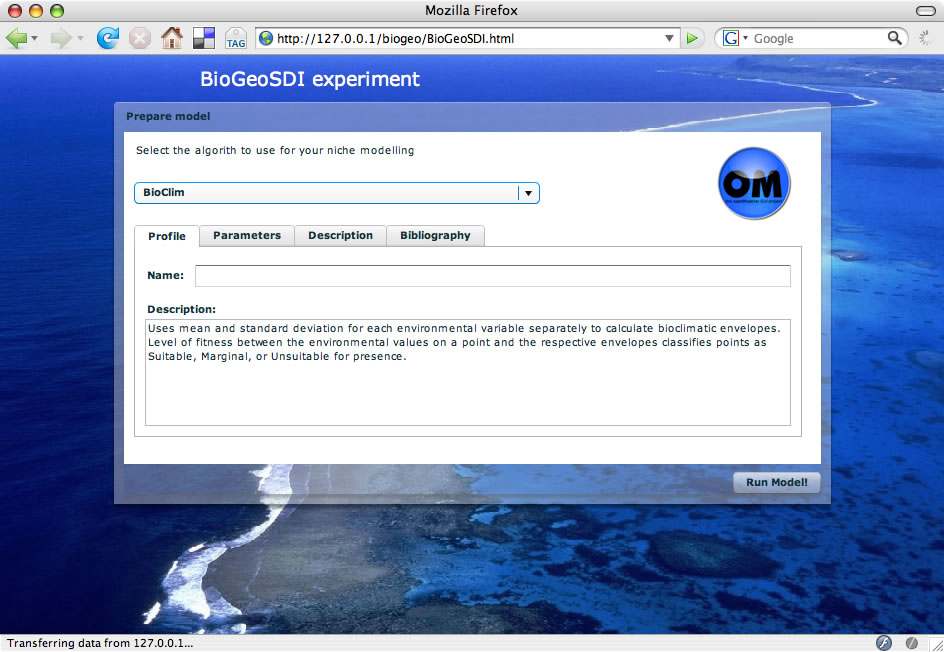 Mozilla Firefox
TAG
http://127.0.0.1/biogeo/BioGeoSDI.html
G
Google
BioGeoSDI experiment
Prepare model
Select the algorith to use for your niche modelling
OM
BioClim
Profile
Parameters
Description
Bibliography
Name:
Description:
Uses mean and standard deviation for each environmental variable separately to calculate bioclimatic envelopes.
Level of fitness between the environmental values on a point and the respective envelopes classifies points as
Suitable, Marginal, or Unsuitable for presence.
Run Model!
Transferring data from 127.0.0.1...